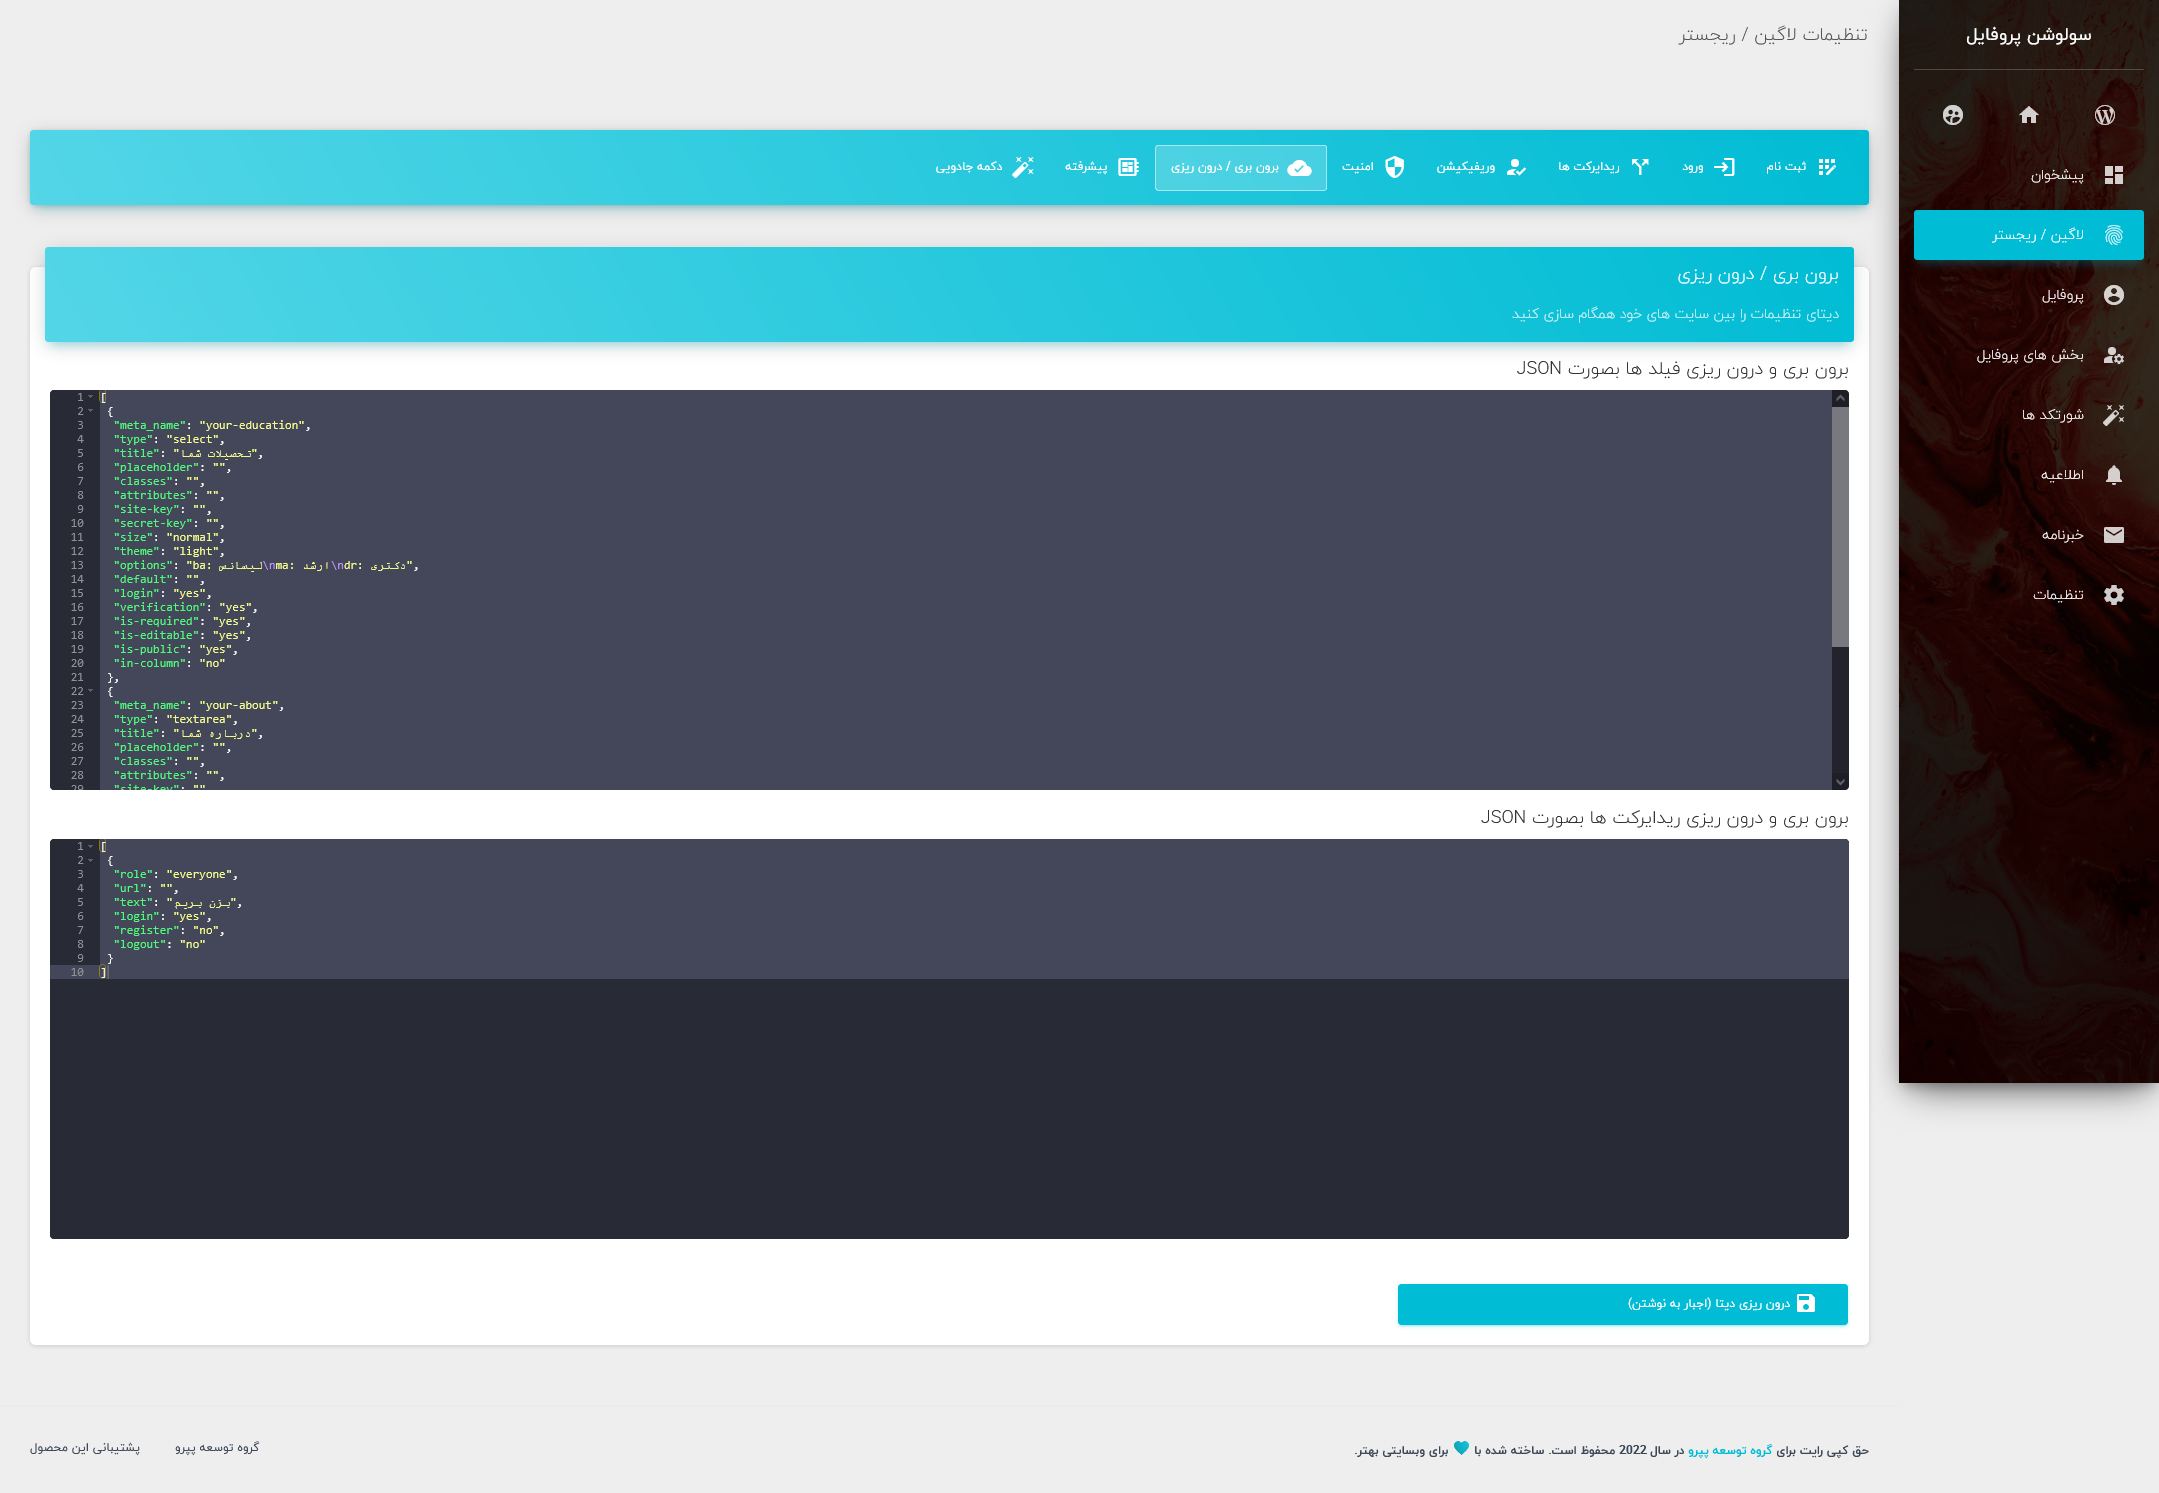 سولوشن پروفایل
پیشخوان
لاگین / ریجستر
پروفایل
بخش های پروفایل
شورتکد ها
اطلاعیه
خبرنامه
تنظیمات
تنظیمات لاگین / ریجستر
ثبت نام
ورود
ریدایرکت ها
وریفیکیشن
امنیت
برون بری / درون ریزی
پیشرفته
دکمه جادویی
برون بری / درون ریزی
دیتای تنظیمات را بین سایت های خود همگام سازی کنید
برون بری و درون ریزی فیلد ها بصورت JSON
1 [
2 {
3 "meta_name": "your-education",
4 "type": "select",
5 "title": "تحصیلات شما",
6 "placeholder": "",
7 "classes": "",
8 "attributes": "",
9 "site-key": "",
10 "secret-key": "",
11 "size": "normal",
12 "theme": "light",
13 "options": "ba: لیسانس\nma: ارشد\ndr: دکتری",
14 "default": "",
15 "login": "yes",
16 "verification": "yes",
17 "is-required": "yes",
18 "is-editable": "yes",
19 "is-public": "yes",
20 "in-column": "no"
21 },
22 {
23 "meta_name": "your-about",
24 "type": "textarea",
25 "title": "درباره شما",
26 "placeholder": "",
27 "classes": "",
28 "attributes": "",
29 "site-key": ""
برون بری و درون ریزی ریدایرکت ها بصورت JSON
1 [
2 {
3 "role": "everyone",
4 "url": "",
5 "text": "بزن بریم",
6 "login": "yes",
7 "register": "no",
8 "logout": "no"
9 }
10 ]
درون ریزی دیتا (اجبار به نوشتن)
حق کپی رایت برای گروه توسعه پپرو در سال 2022 محفوظ است. ساخته شده با برای وبسایتی بهتر.
گروه توسعه پپرو
پشتیبانی این محصول